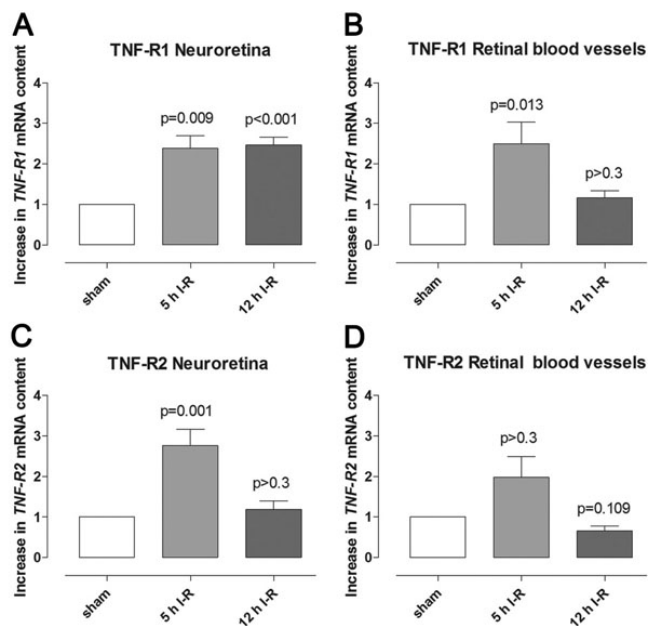 A
TNF-R1 Neuroretina
Increase in TNF-R1 mRNA content
4
3
2
1
0
p=0.009
p<0.001
sham
5 h I-R
12 h I-R
B
TNF-R1 Retinal blood vessels
Increase in TNF-R1 mRNA content
4
3
2
1
0
p=0.013
p>0.3
sham
5 h I-R
12 h I-R
C
TNF-R2 Neuroretina
Increase in TNF-R2 mRNA content
4
3
2
1
0
p=0.001
p>0.3
sham
5 h I-R
12 h I-R
D
TNF-R2 Retinal blood vessels
Increase in TNF-R2 mRNA content
4
3
2
1
0
p>0.3
p=0.109
sham
5 h I-R
12 h I-R